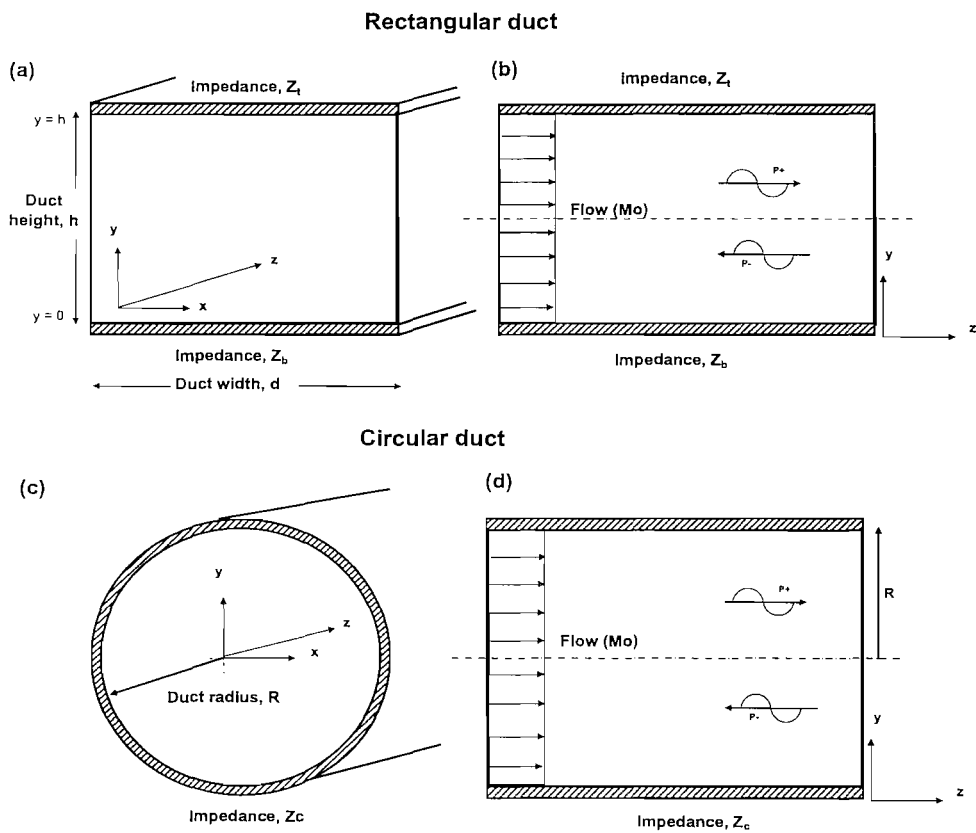 Rectangular duct
(a)
Impedance, Zt
y = h
Duct height, h
y
z
x
y = 0
Impedance, Zb
Duct width, d
(b)
Impedance, Zt
P+
Flow (Mo)
P-
y
z
Impedance, Zb
Circular duct
(c)
y
z
x
Duct radius, R
Impedance, Zc
(d)
P+
R
Flow (Mo)
P-
y
z
Impedance, Zc